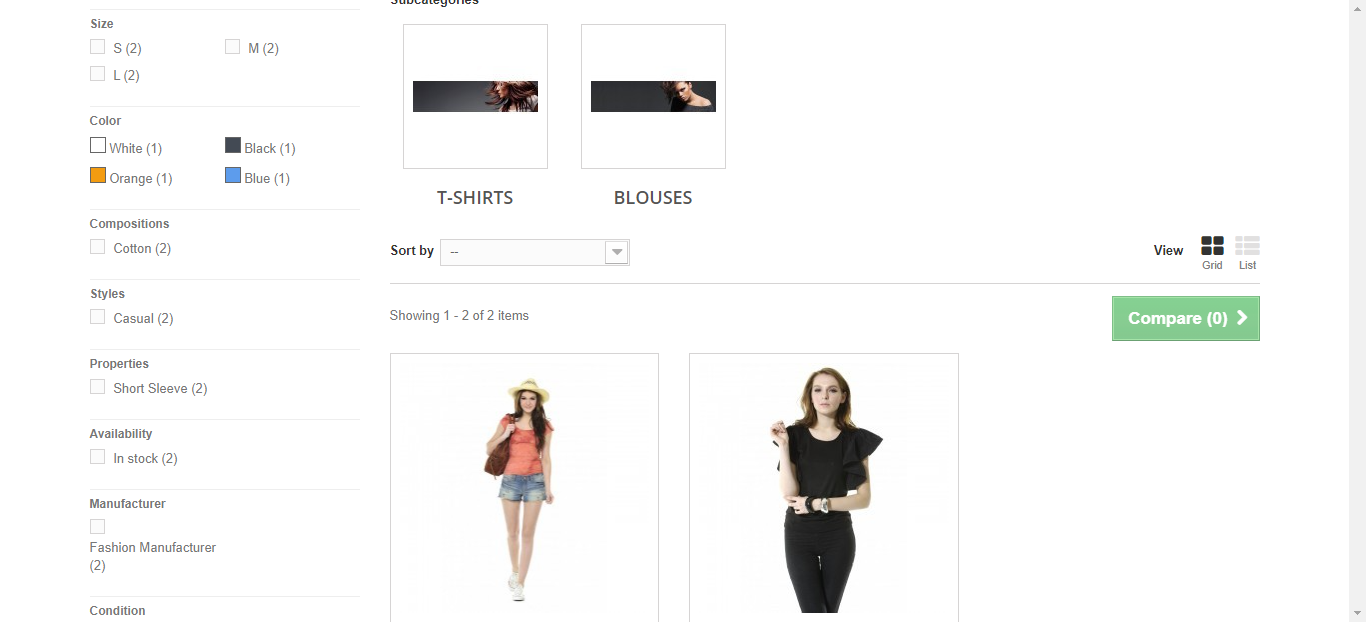 Subcategories
Size
S (2)
M (2)
L (2)
Color
White (1)
Black (1)
Orange (1)
Blue (1)
Compositions
Cotton (2)
Styles
Casual (2)
Properties
Short Sleeve (2)
Availability
In stock (2)
Manufacturer
Fashion Manufacturer
(2)
Condition
T-SHIRTS
BLOUSES
Sort by
--
View
Grid
List
Showing 1 - 2 of 2 items
Compare (0)